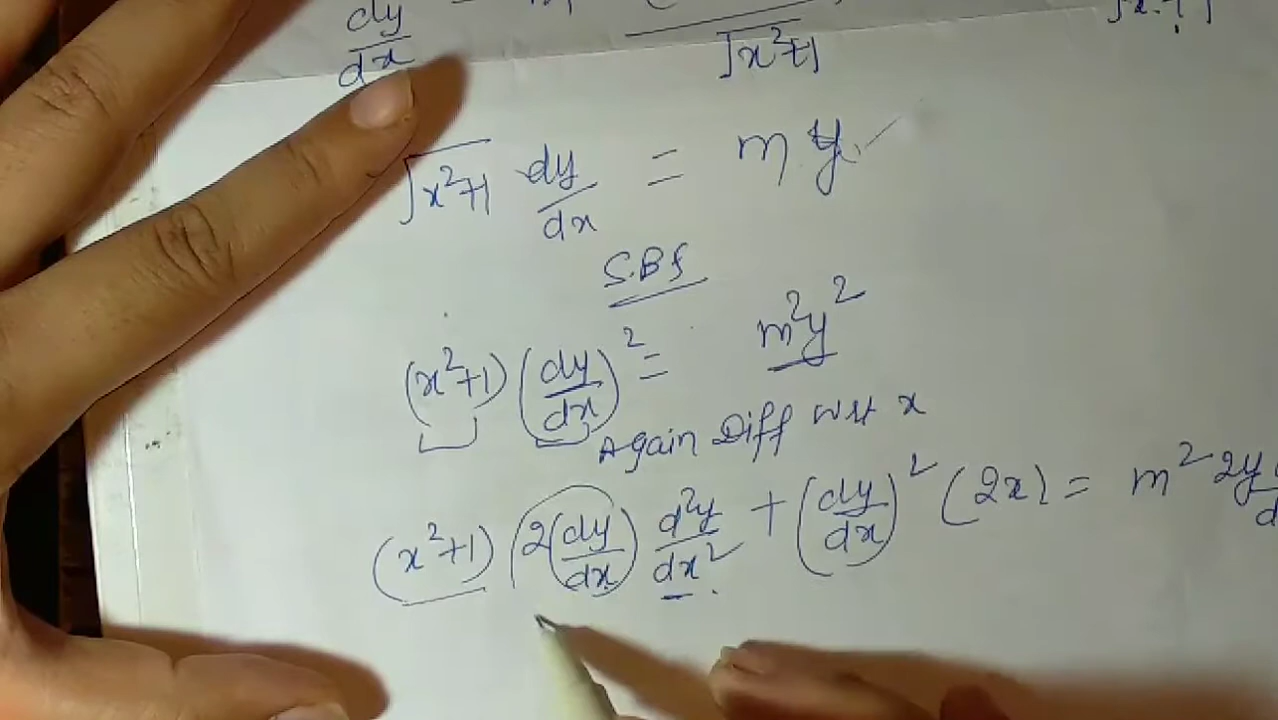 dy/dx = m / √x²+1
√x²+1 dy/dx = m y
S.B.S
(x²+1) (dy/dx)² = m²y²
Again Diff wrt x
(x²+1) (2(dy/dx) d²y/dx² + (dy/dx)² (2x) = m² 2y d